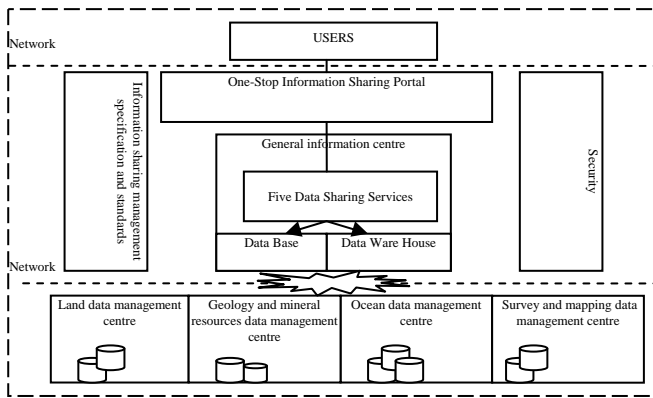 USERS
Network
One-Stop Information Sharing Portal
Information sharing management
specification and standards
General information centre
Security
Five Data Sharing Services
Data Base
Data Ware House
Network
Land data management
centre
Geology and mineral
resources data management
centre
Ocean data management
centre
Survey and mapping data
management centre